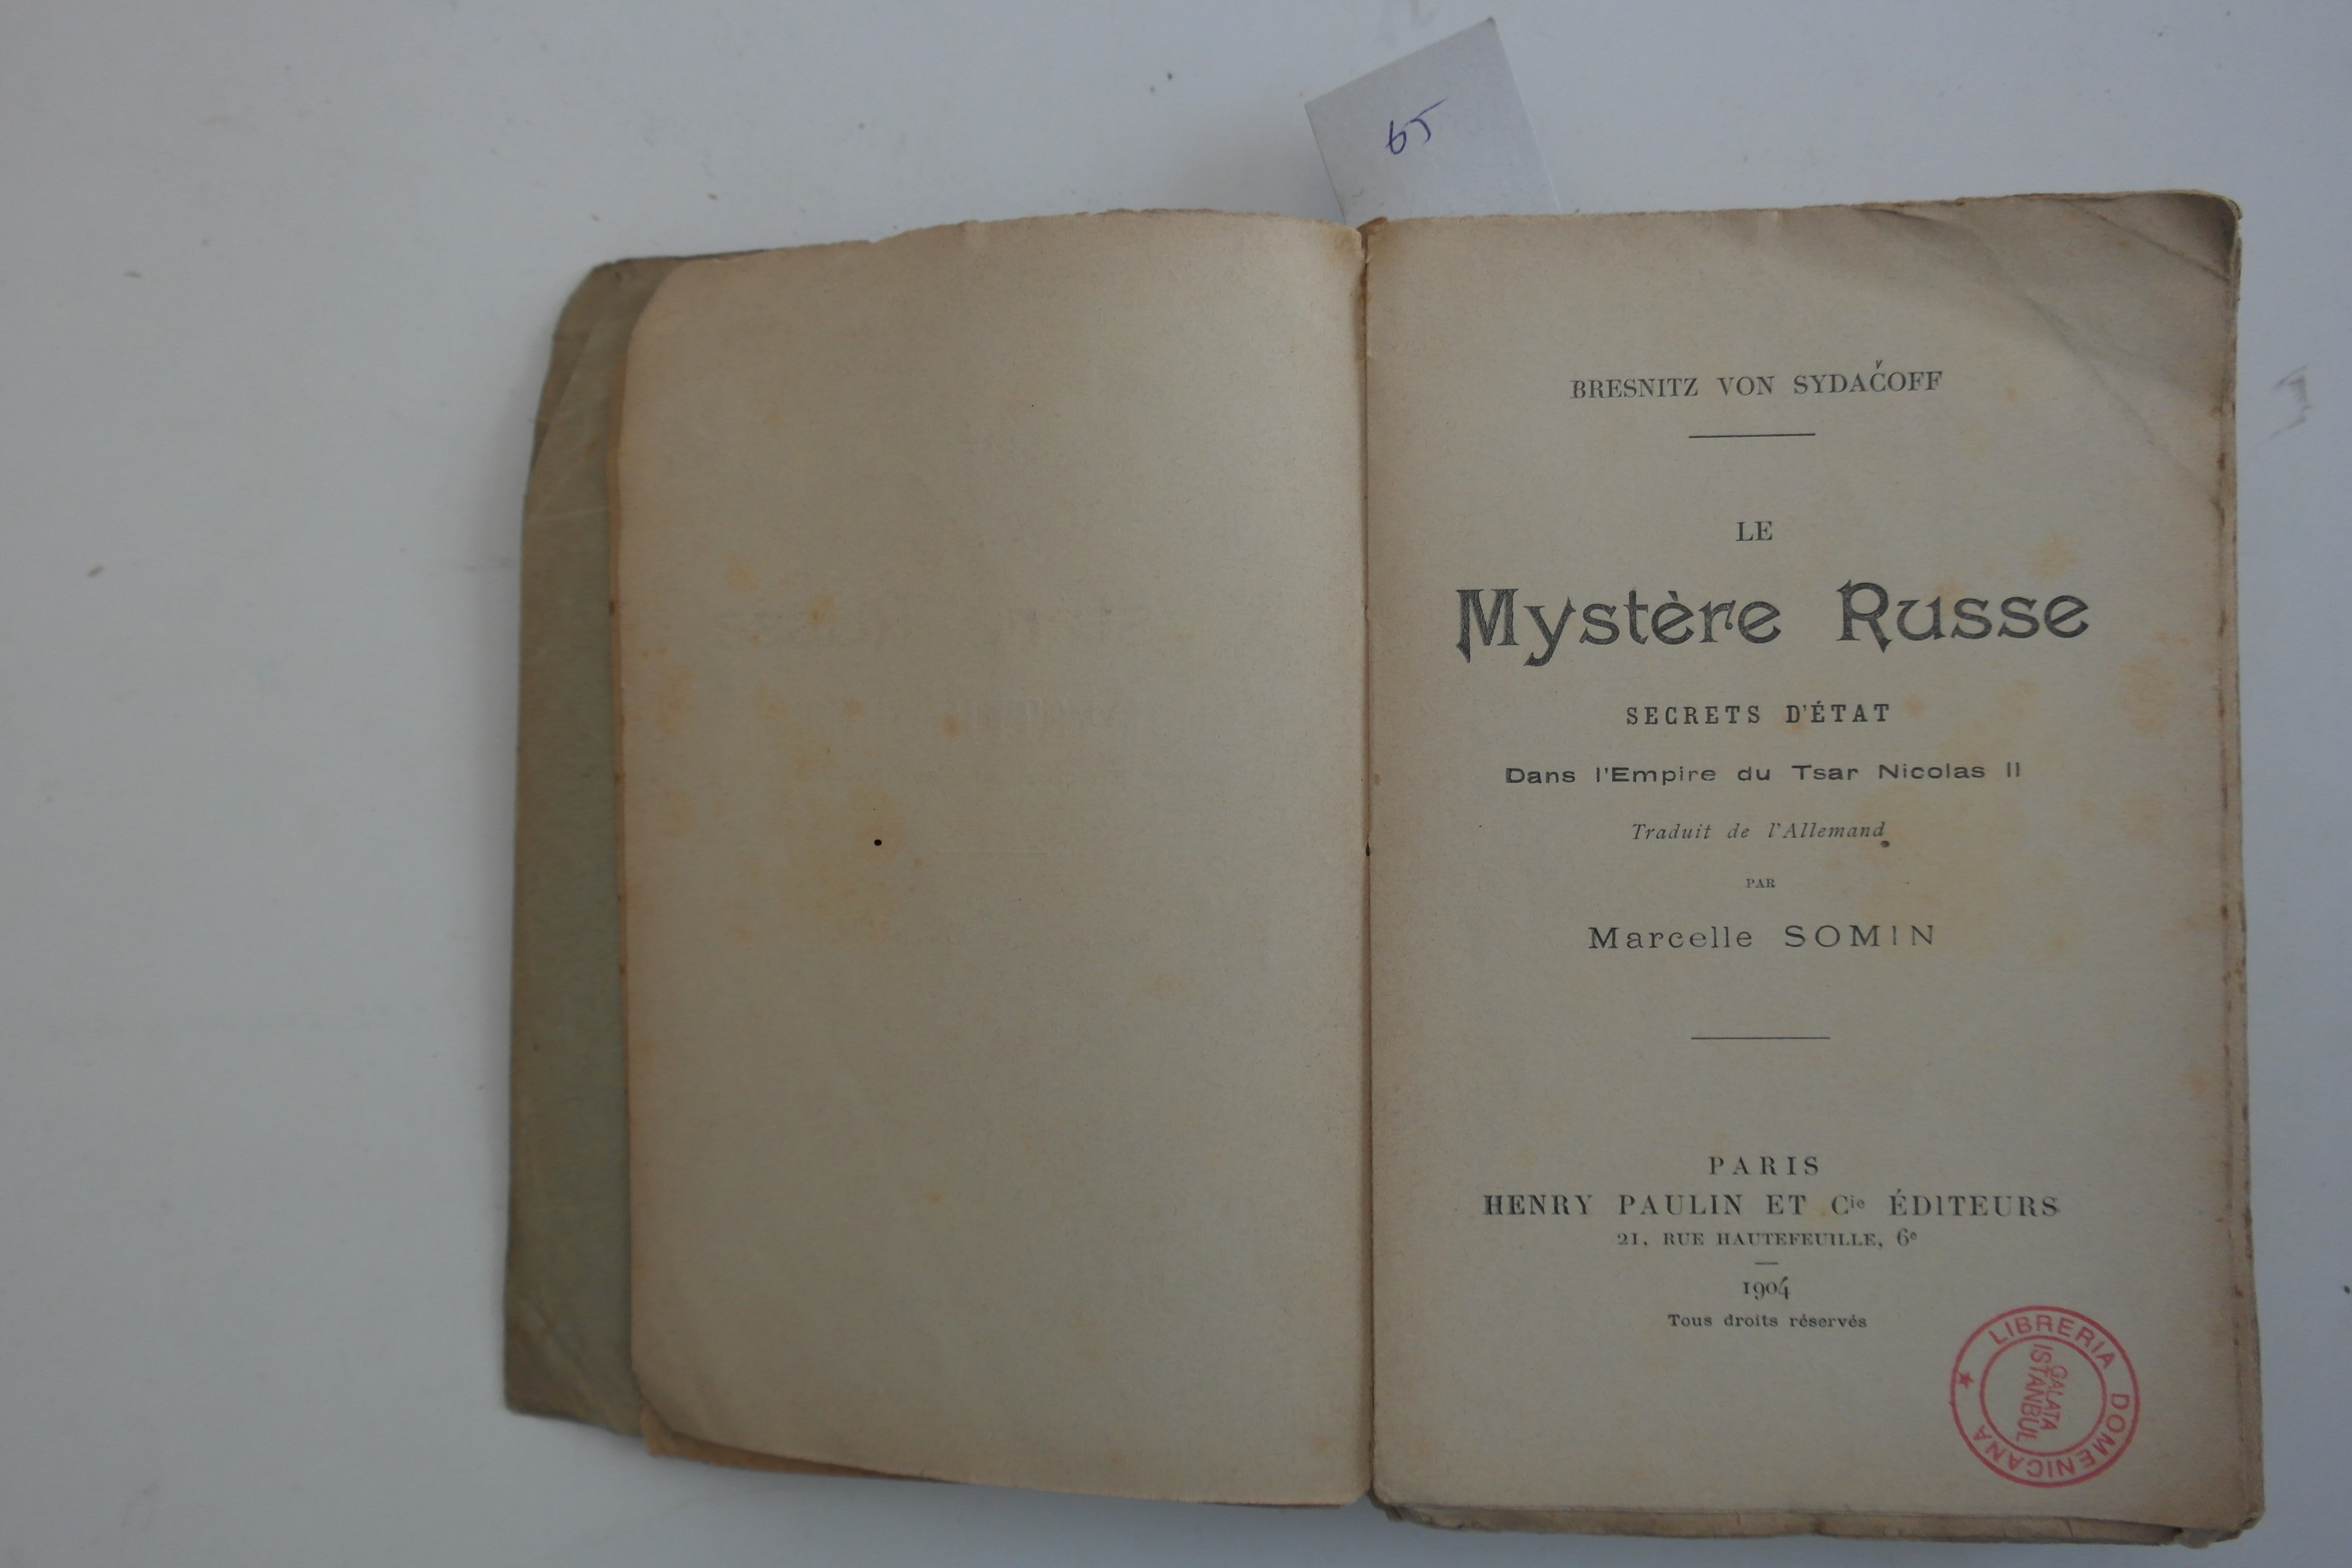 65
BRESNITZ VON SYDAČOFF
LE
Mystère Russe
SECRETS D'ÉTAT
Dans l'Empire du Tsar Nicolas II
Traduit de l'Allemand
PAR
Marcelle SOMIN
PARIS
HENRY PAULIN ET Cie ÉDITEURS
21, RUE HAUTEFEUILLE, 6e
1904
Tous droits réservés
LIBRERIA DOMENICANA
GALATA
ISTANBUL